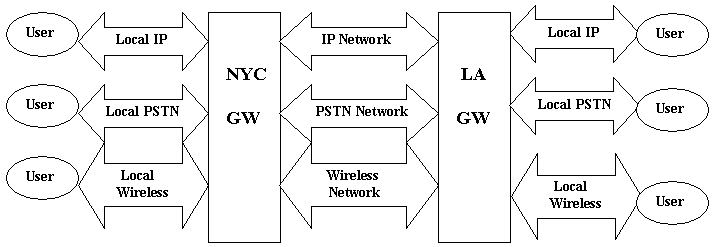 User
Local IP
NYC
GW
IP Network
LA
GW
Local IP
User
User
Local PSTN
PSTN Network
Local PSTN
User
User
Local
Wireless
Wireless
Network
Local
Wireless
User